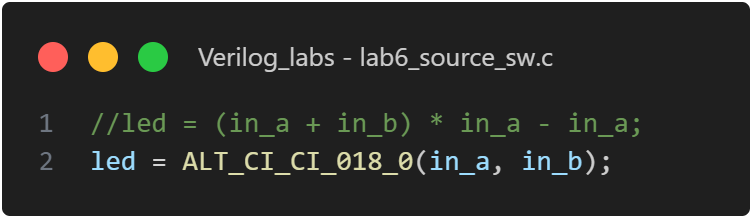 Verilog_labs - lab6_source_sw.c
1 //led = (in_a + in_b) * in_a - in_a;
2 led = ALT_CI_CI_018_0(in_a, in_b);